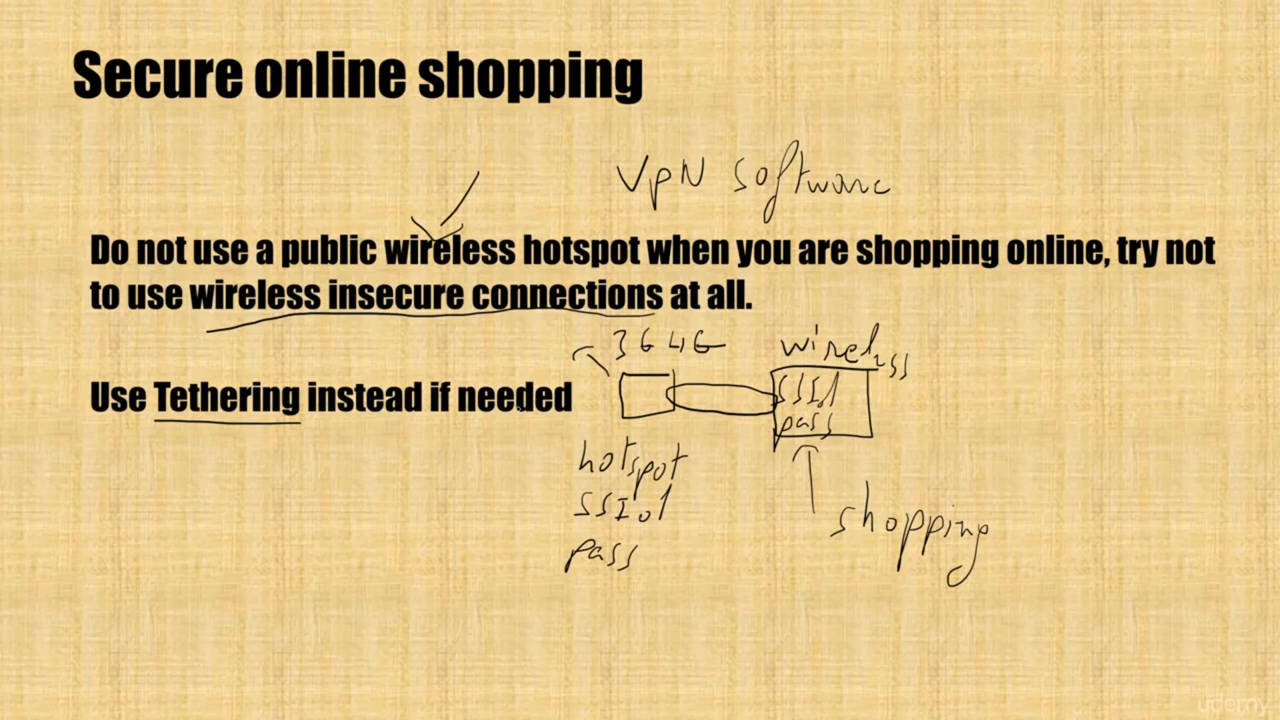 Secure online shopping
VPN software
Do not use a public wireless hotspot when you are shopping online, try not
to use wireless insecure connections at all.
3G 4G
wireless
Use Tethering instead if needed
SSId
pass
hotspot
SSId
pass
shopping
udemy